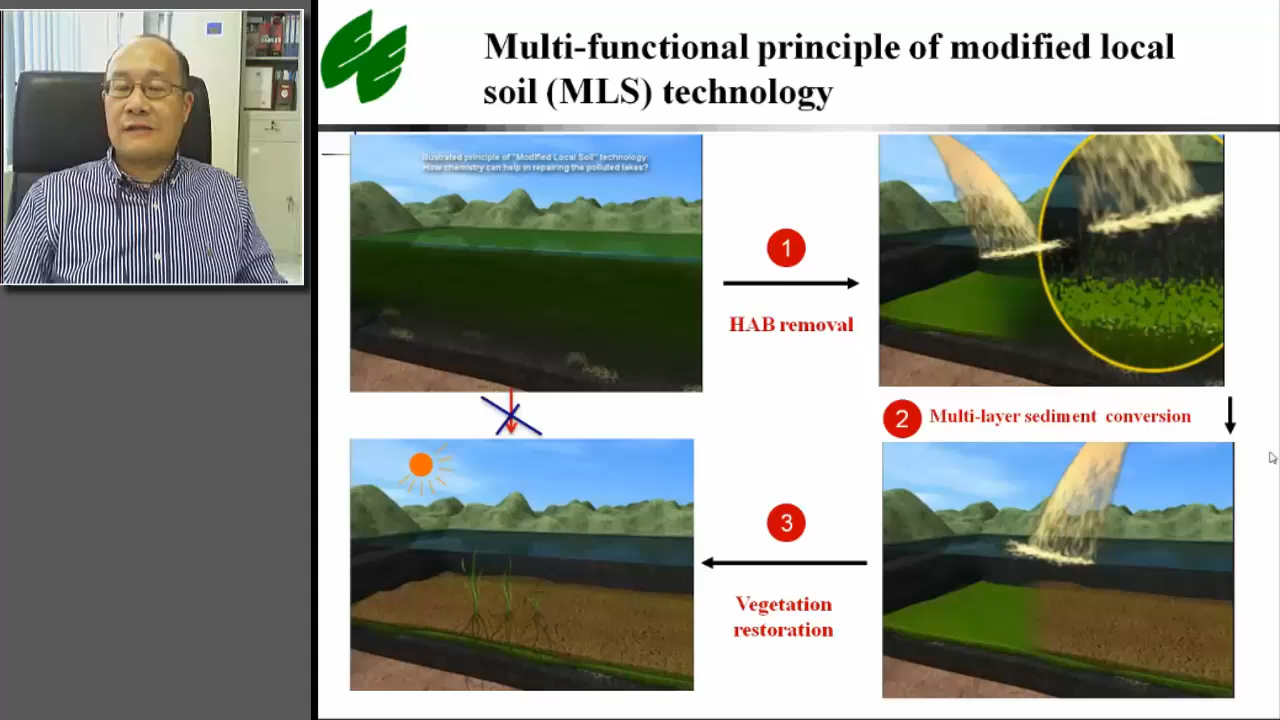 Multi-functional principle of modified local
soil (MLS) technology
Illustrated principle of "Modified Local Soil" technology:
How chemistry can help in repairing the polluted lakes?
1
HAB removal
2
Multi-layer sediment conversion
3
Vegetation
restoration